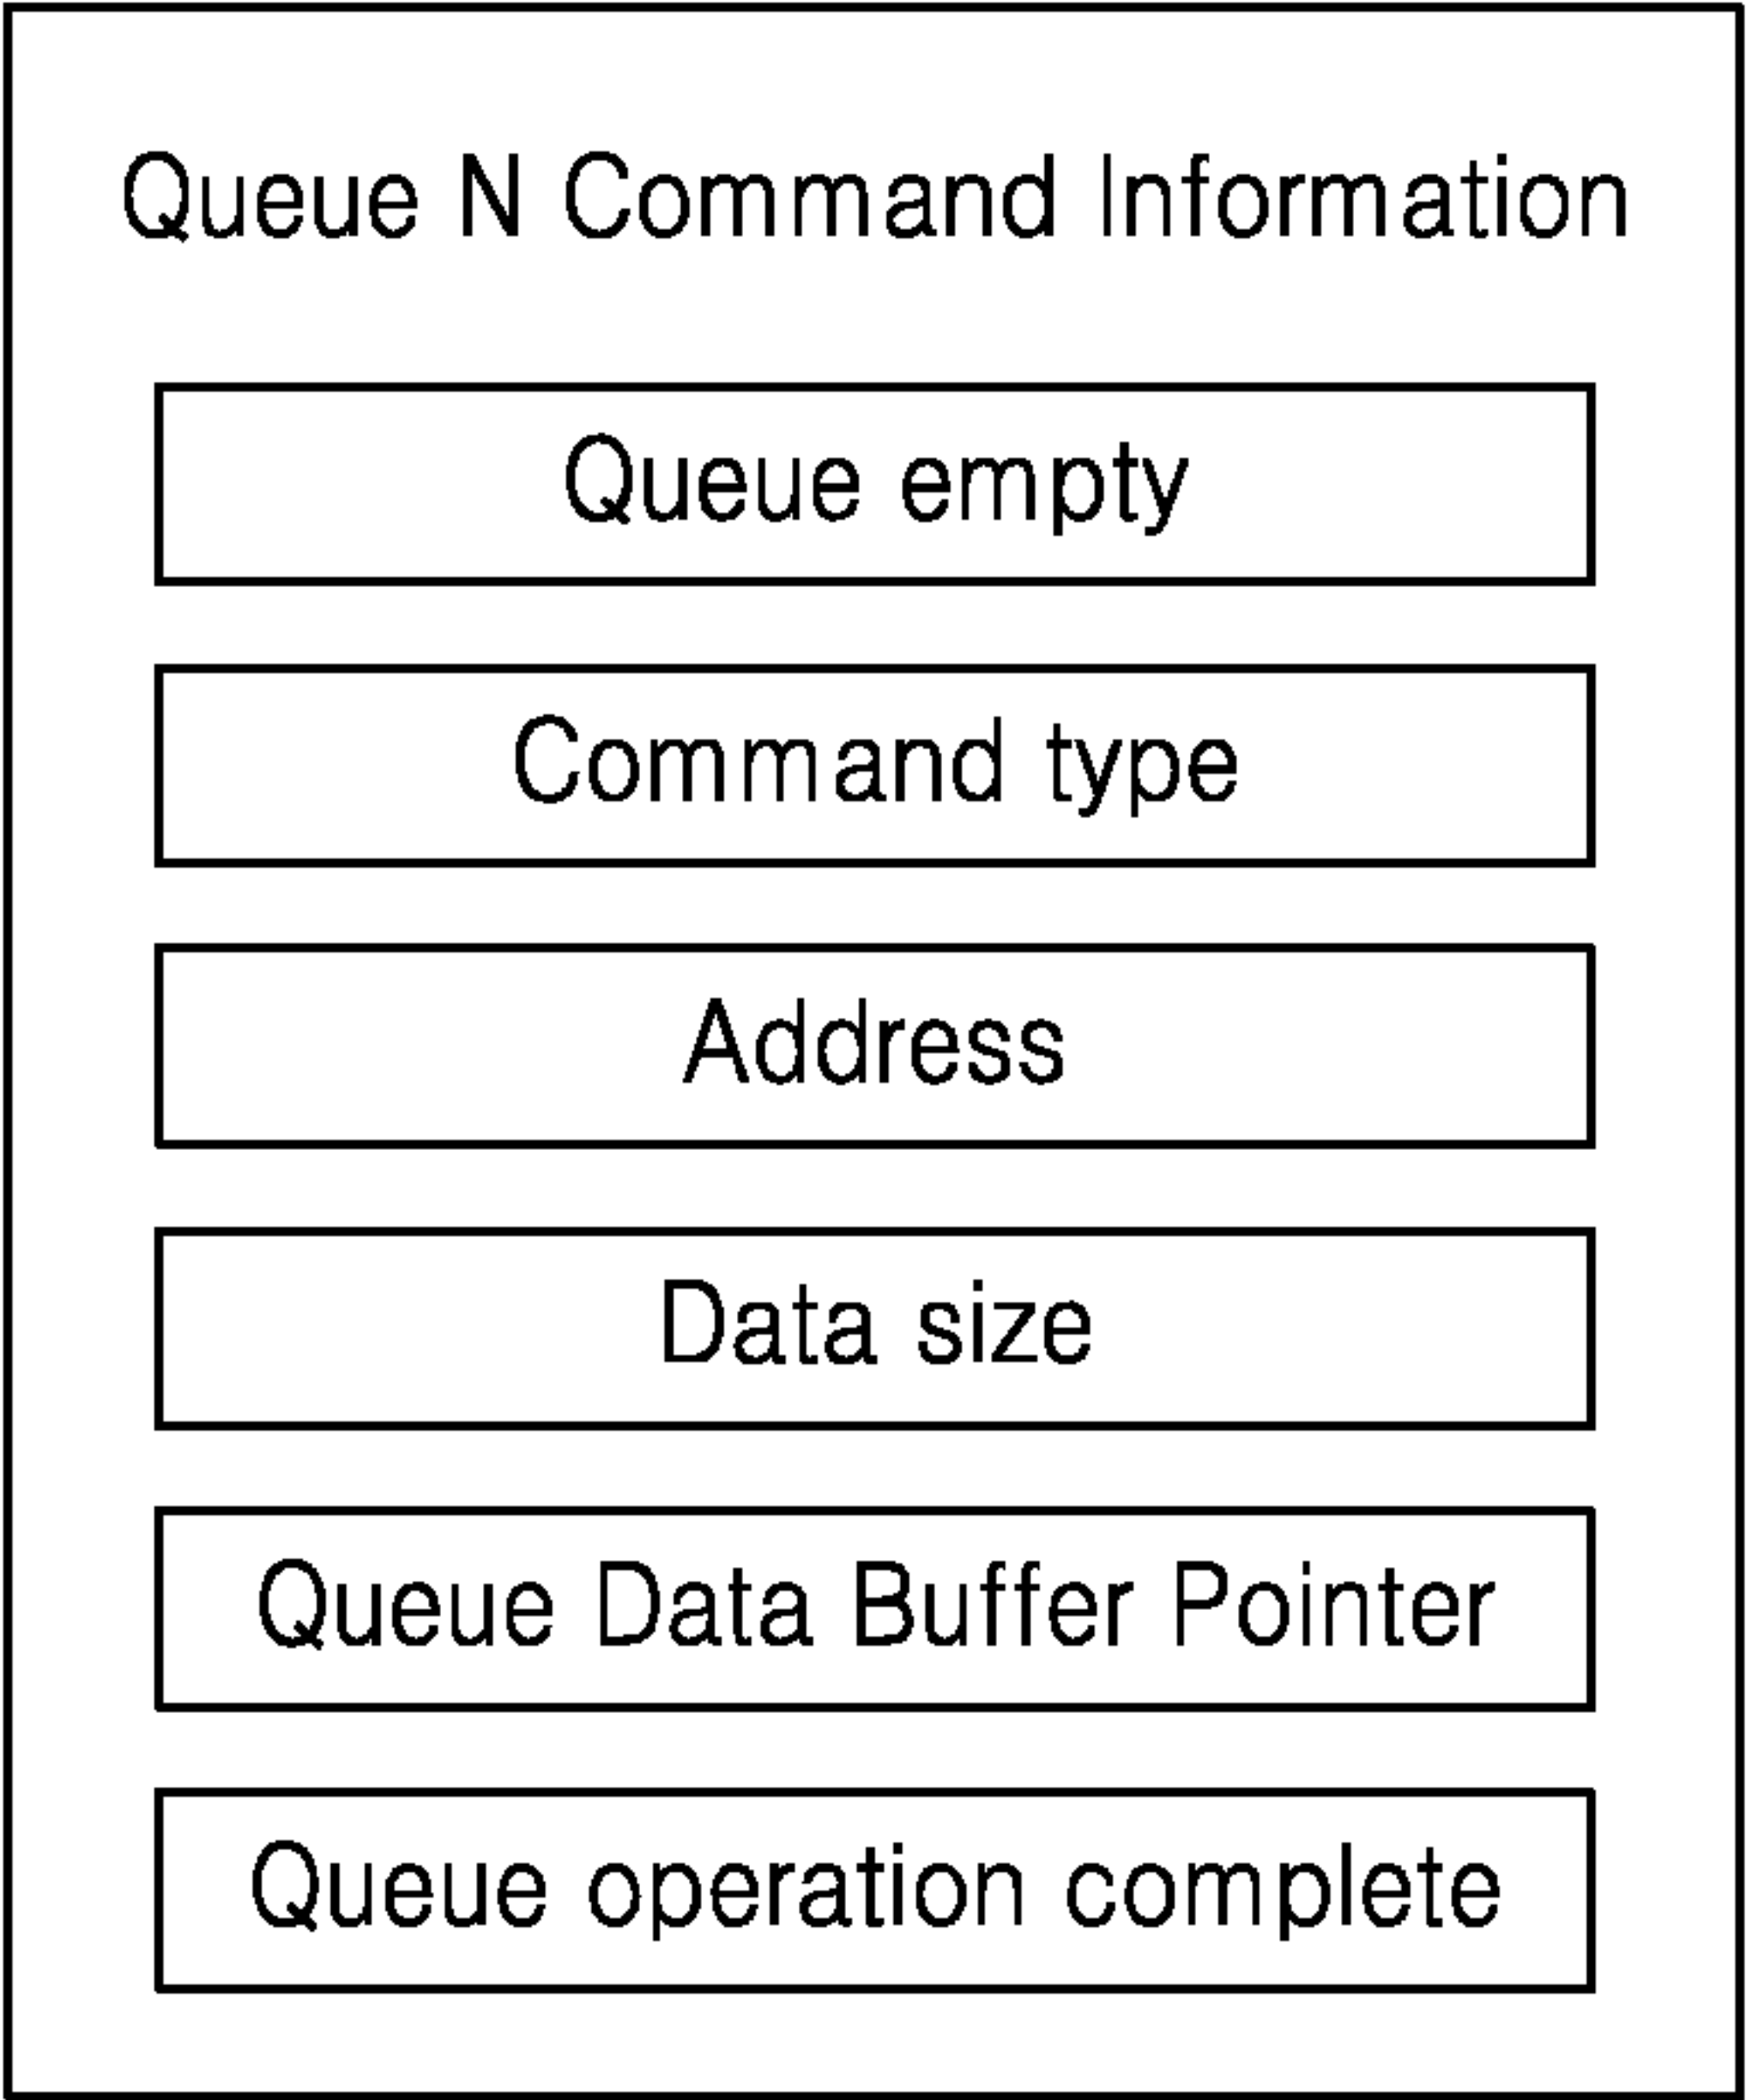 Queue N Command Information
Queue empty
Command type
Address
Data size
Queue Data Buffer Pointer
Queue operation complete